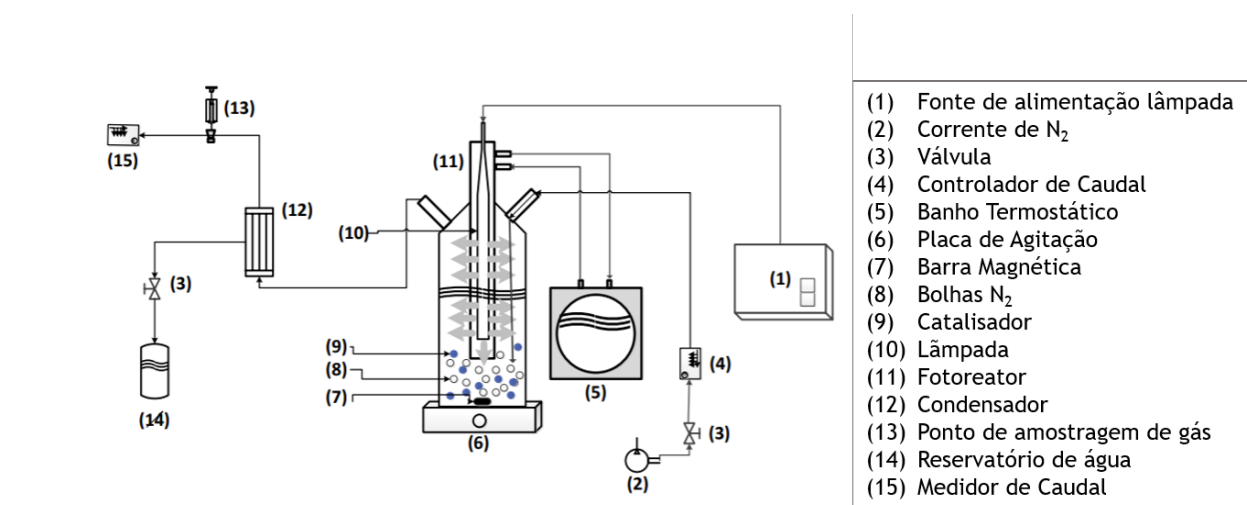 (13)
(15)
(11)
(12)
(10)
(1)
(3)
(9)
(8)
(4)
(7)
(5)
(14)
(6)
(3)
(2)
(1) Fonte de alimentação lâmpada
(2) Corrente de N₂
(3) Válvula
(4) Controlador de Caudal
(5) Banho Termostático
(6) Placa de Agitação
(7) Barra Magnética
(8) Bolhas N₂
(9) Catalisador
(10) Lãmpada
(11) Fotoreator
(12) Condensador
(13) Ponto de amostragem de gás
(14) Reservatório de água
(15) Medidor de Caudal